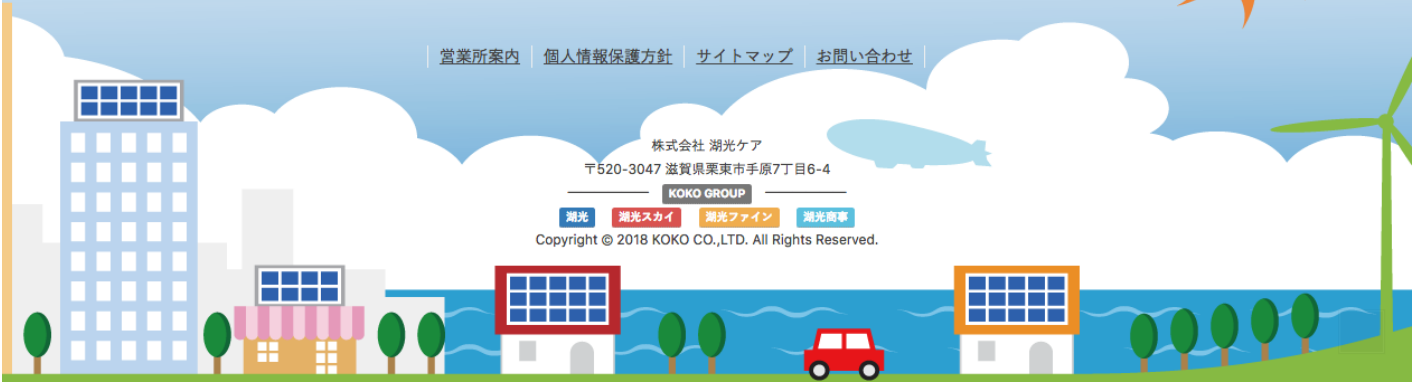 営業所案内 個人情報保護方針 サイトマップ お問い合わせ
株式会社 湖光ケア
〒520-3047 滋賀県栗東市手原7丁目6-4
KOKO GROUP
湖光 湖光スカイ 湖光ファイン 湖光商事
Copyright © 2018 KOKO CO.,LTD. All Rights Reserved.